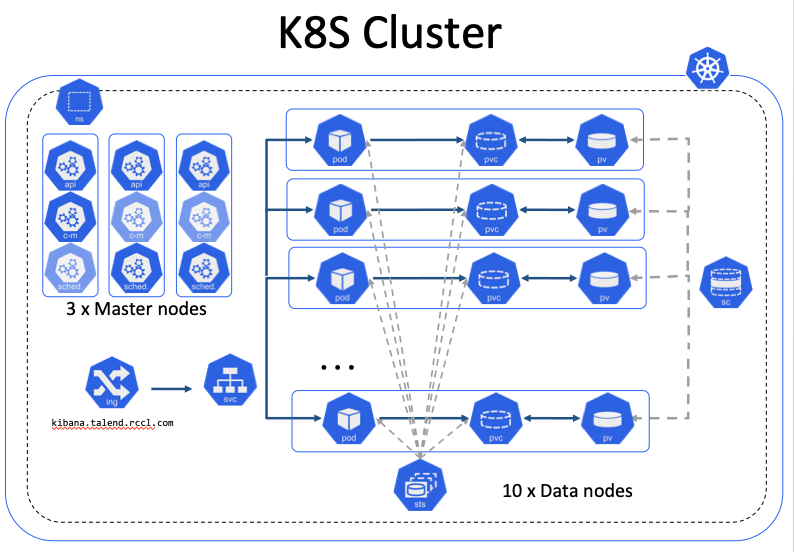 K8S Cluster
ns
api api api
c-m c-m c-m
sched. sched. sched.
3 x Master nodes
pod pvc pv
pod pvc pv
pod pvc pv
sc
...
ing
svc
kibana.talend.rccl.com
pod pvc pv
sts
10 x Data nodes